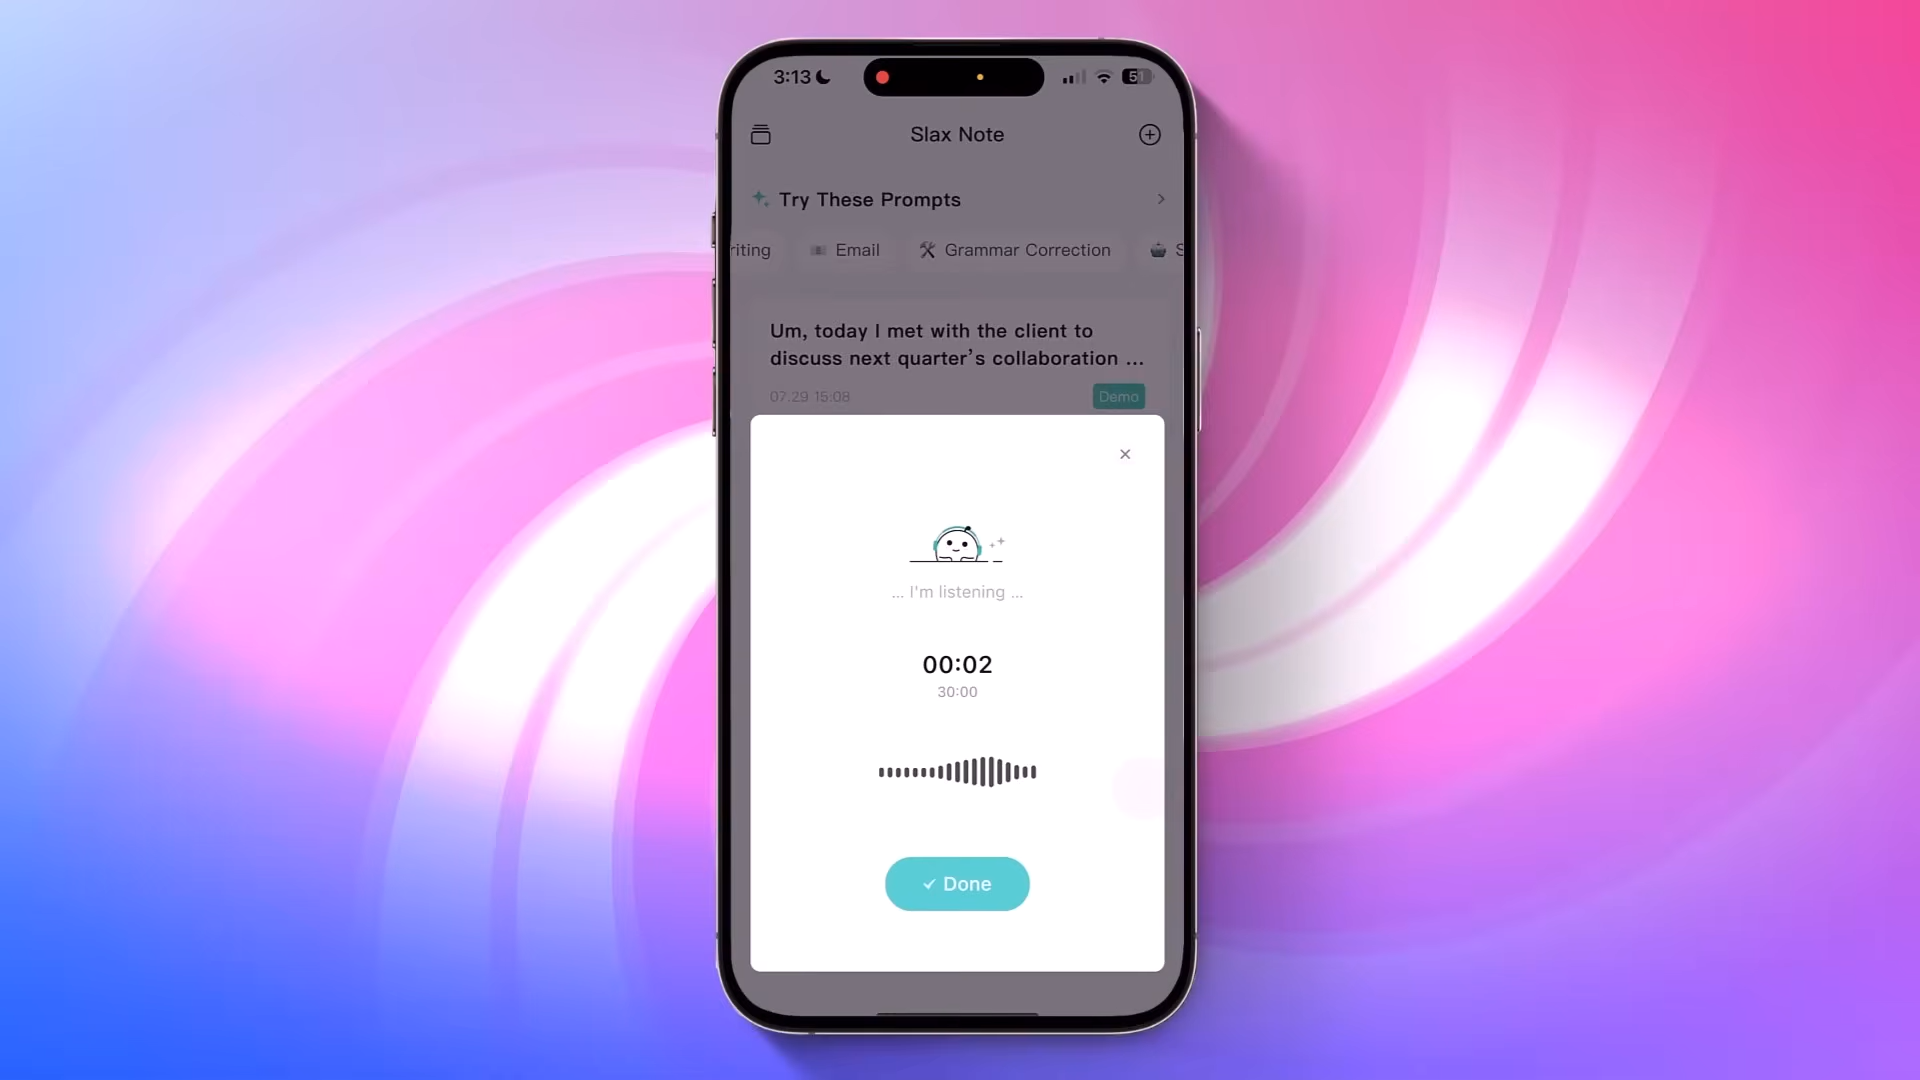 3:13
51
Slax Note
Try These Prompts
riting
Email
Grammar Correction
S
Um, today I met with the client to
discuss next quarter’s collaboration ...
07.29 15:08
Demo
... I'm listening ...
00:02
30:00
Done